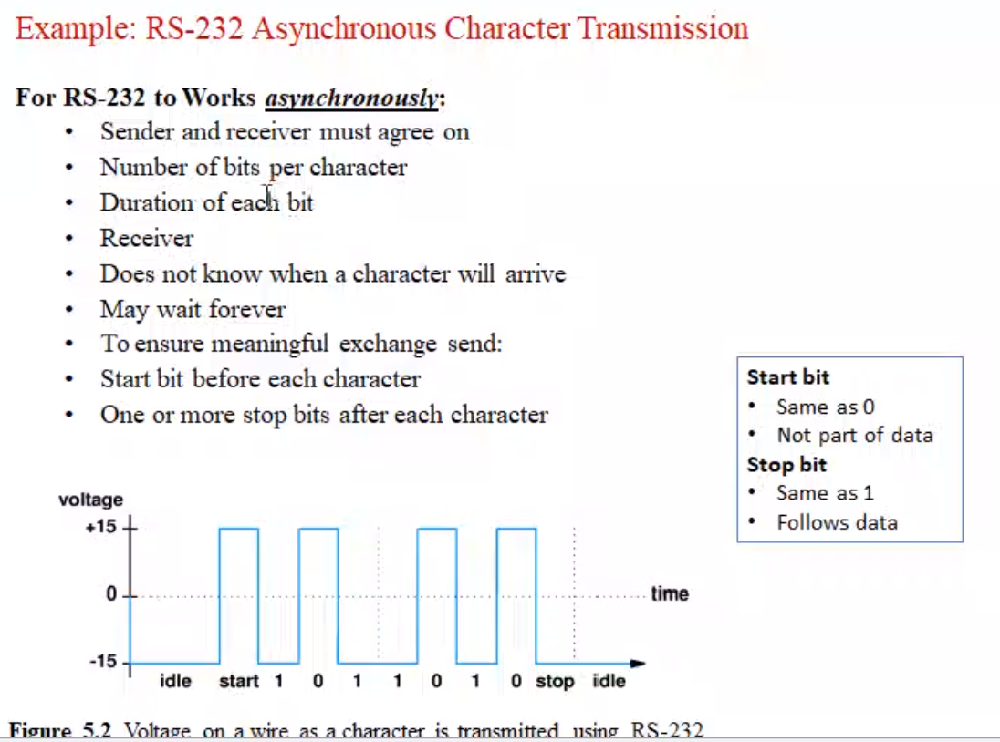 Example: RS-232 Asynchronous Character Transmission
For RS-232 to Works asynchronously:
• Sender and receiver must agree on
• Number of bits per character
• Duration of each bit
• Receiver
• Does not know when a character will arrive
• May wait forever
• To ensure meaningful exchange send:
• Start bit before each character
• One or more stop bits after each character
Start bit
• Same as 0
• Not part of data
Stop bit
• Same as 1
• Follows data
voltage
+15
0
time
-15
idle start 1 0 1 1 0 1 0 stop idle
Figure 5.2 Voltage on a wire as a character is transmitted using RS-232